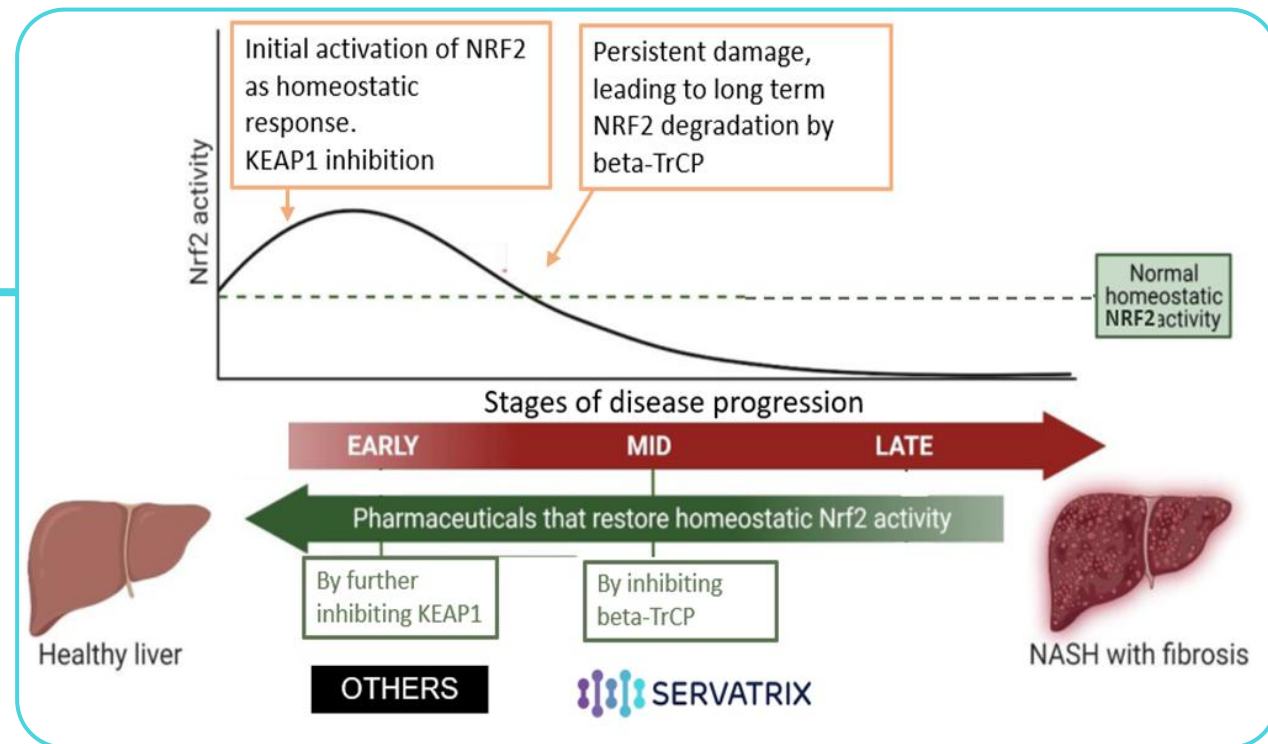 Initial activation of NRF2
as homeostatic
response.
KEAP1 inhibition
Persistent damage,
leading to long term
NRF2 degradation by
beta-TrCP
Nrf2 activity
Normal
homeostatic
NRF2 activity
Stages of disease progression
EARLY
MID
LATE
Pharmaceuticals that restore homeostatic Nrf2 activity
By further
inhibiting KEAP1
By inhibiting
beta-TrCP
Healthy liver
NASH with fibrosis
OTHERS
SERVATRIX